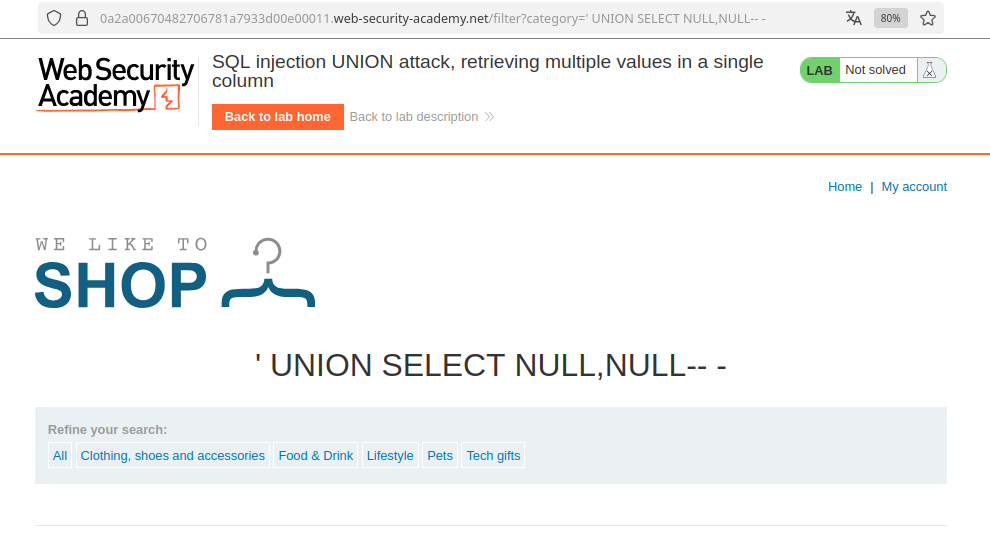 0a2a00670482706781a7933d00e00011.web-security-academy.net/filter?category=' UNION SELECT NULL,NULL-- -
80%
Web Security
Academy
SQL injection UNION attack, retrieving multiple values in a single
column
LAB Not solved
Back to lab home Back to lab description
Home | My account
WE LIKE TO
SHOP
' UNION SELECT NULL,NULL-- -
Refine your search:
All Clothing, shoes and accessories Food & Drink Lifestyle Pets Tech gifts